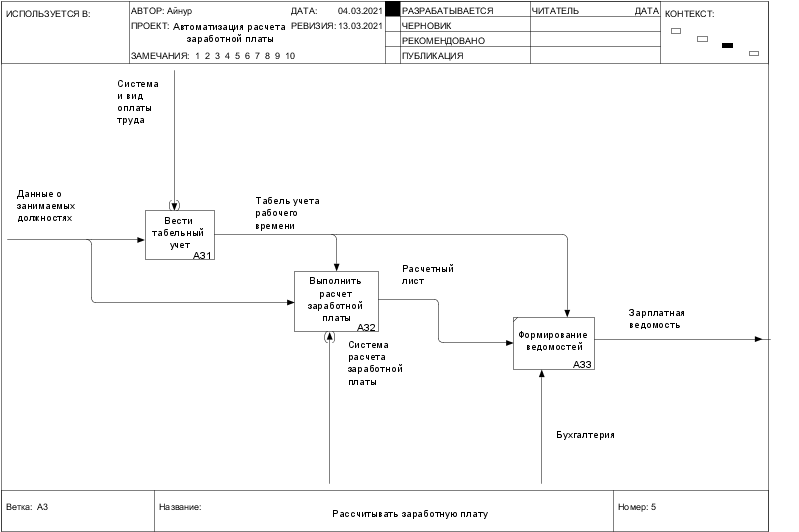 ИСПОЛЬЗУЕТСЯ В:
АВТОР: Айнур
ДАТА: 04.03.2021
ПРОЕКТ: Автоматизация расчета
заработной платы
РЕВИЗИЯ: 13.03.2021
ЗАМЕЧАНИЯ: 1 2 3 4 5 6 7 8 9 10
РАЗРАБАТЫВАЕТСЯ
ЧЕРНОВИК
РЕКОМЕНДОВАНО
ПУБЛИКАЦИЯ
ЧИТАТЕЛЬ
ДАТА
КОНТЕКСТ:
Система
и вид
оплаты
труда
Данные о
занимаемых
должностях
Вести
табельный
учет
А31
Табель учета
рабочего
времени
Выполнить
расчет
заработной
платы
А32
Расчетный
лист
Система
расчета
заработной
платы
Формирование
ведомостей
А33
Зарплатная
ведомость
Бухгалтерия
Ветка: А3
Название:
Рассчитывать заработную плату
Номер: 5